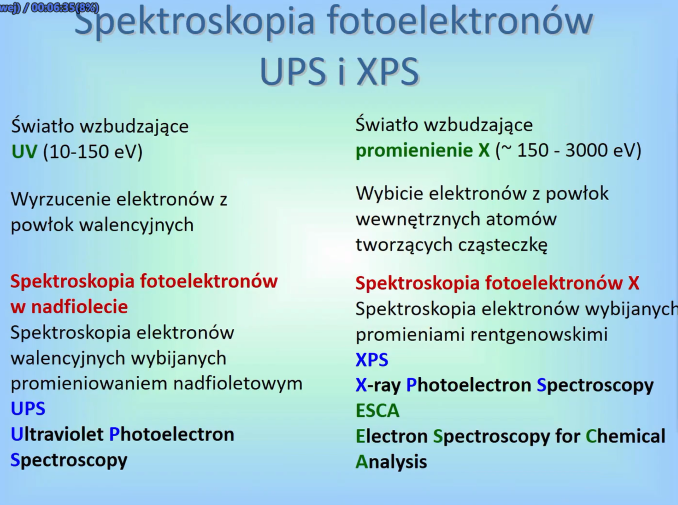 wej) / 00:06:35(8%)
Spektroskopia fotoelektronów
UPS i XPS
Światło wzbudzające
UV (10-150 eV)
Wyrzucenie elektronów z
powłok walencyjnych
Spektroskopia fotoelektronów
w nadfiolecie
Spektroskopia elektronów
walencyjnych wybijanych
promieniowaniem nadfioletowym
UPS
Ultraviolet Photoelectron
Spectroscopy
Światło wzbudzające
promienienie X (~ 150 - 3000 eV)
Wybicie elektronów z powłok
wewnętrznych atomów
tworzących cząsteczkę
Spektroskopia fotoelektronów X
Spektroskopia elektronów wybijanych
promieniami rentgenowskimi
XPS
X-ray Photoelectron Spectroscopy
ESCA
Electron Spectroscopy for Chemical
Analysis